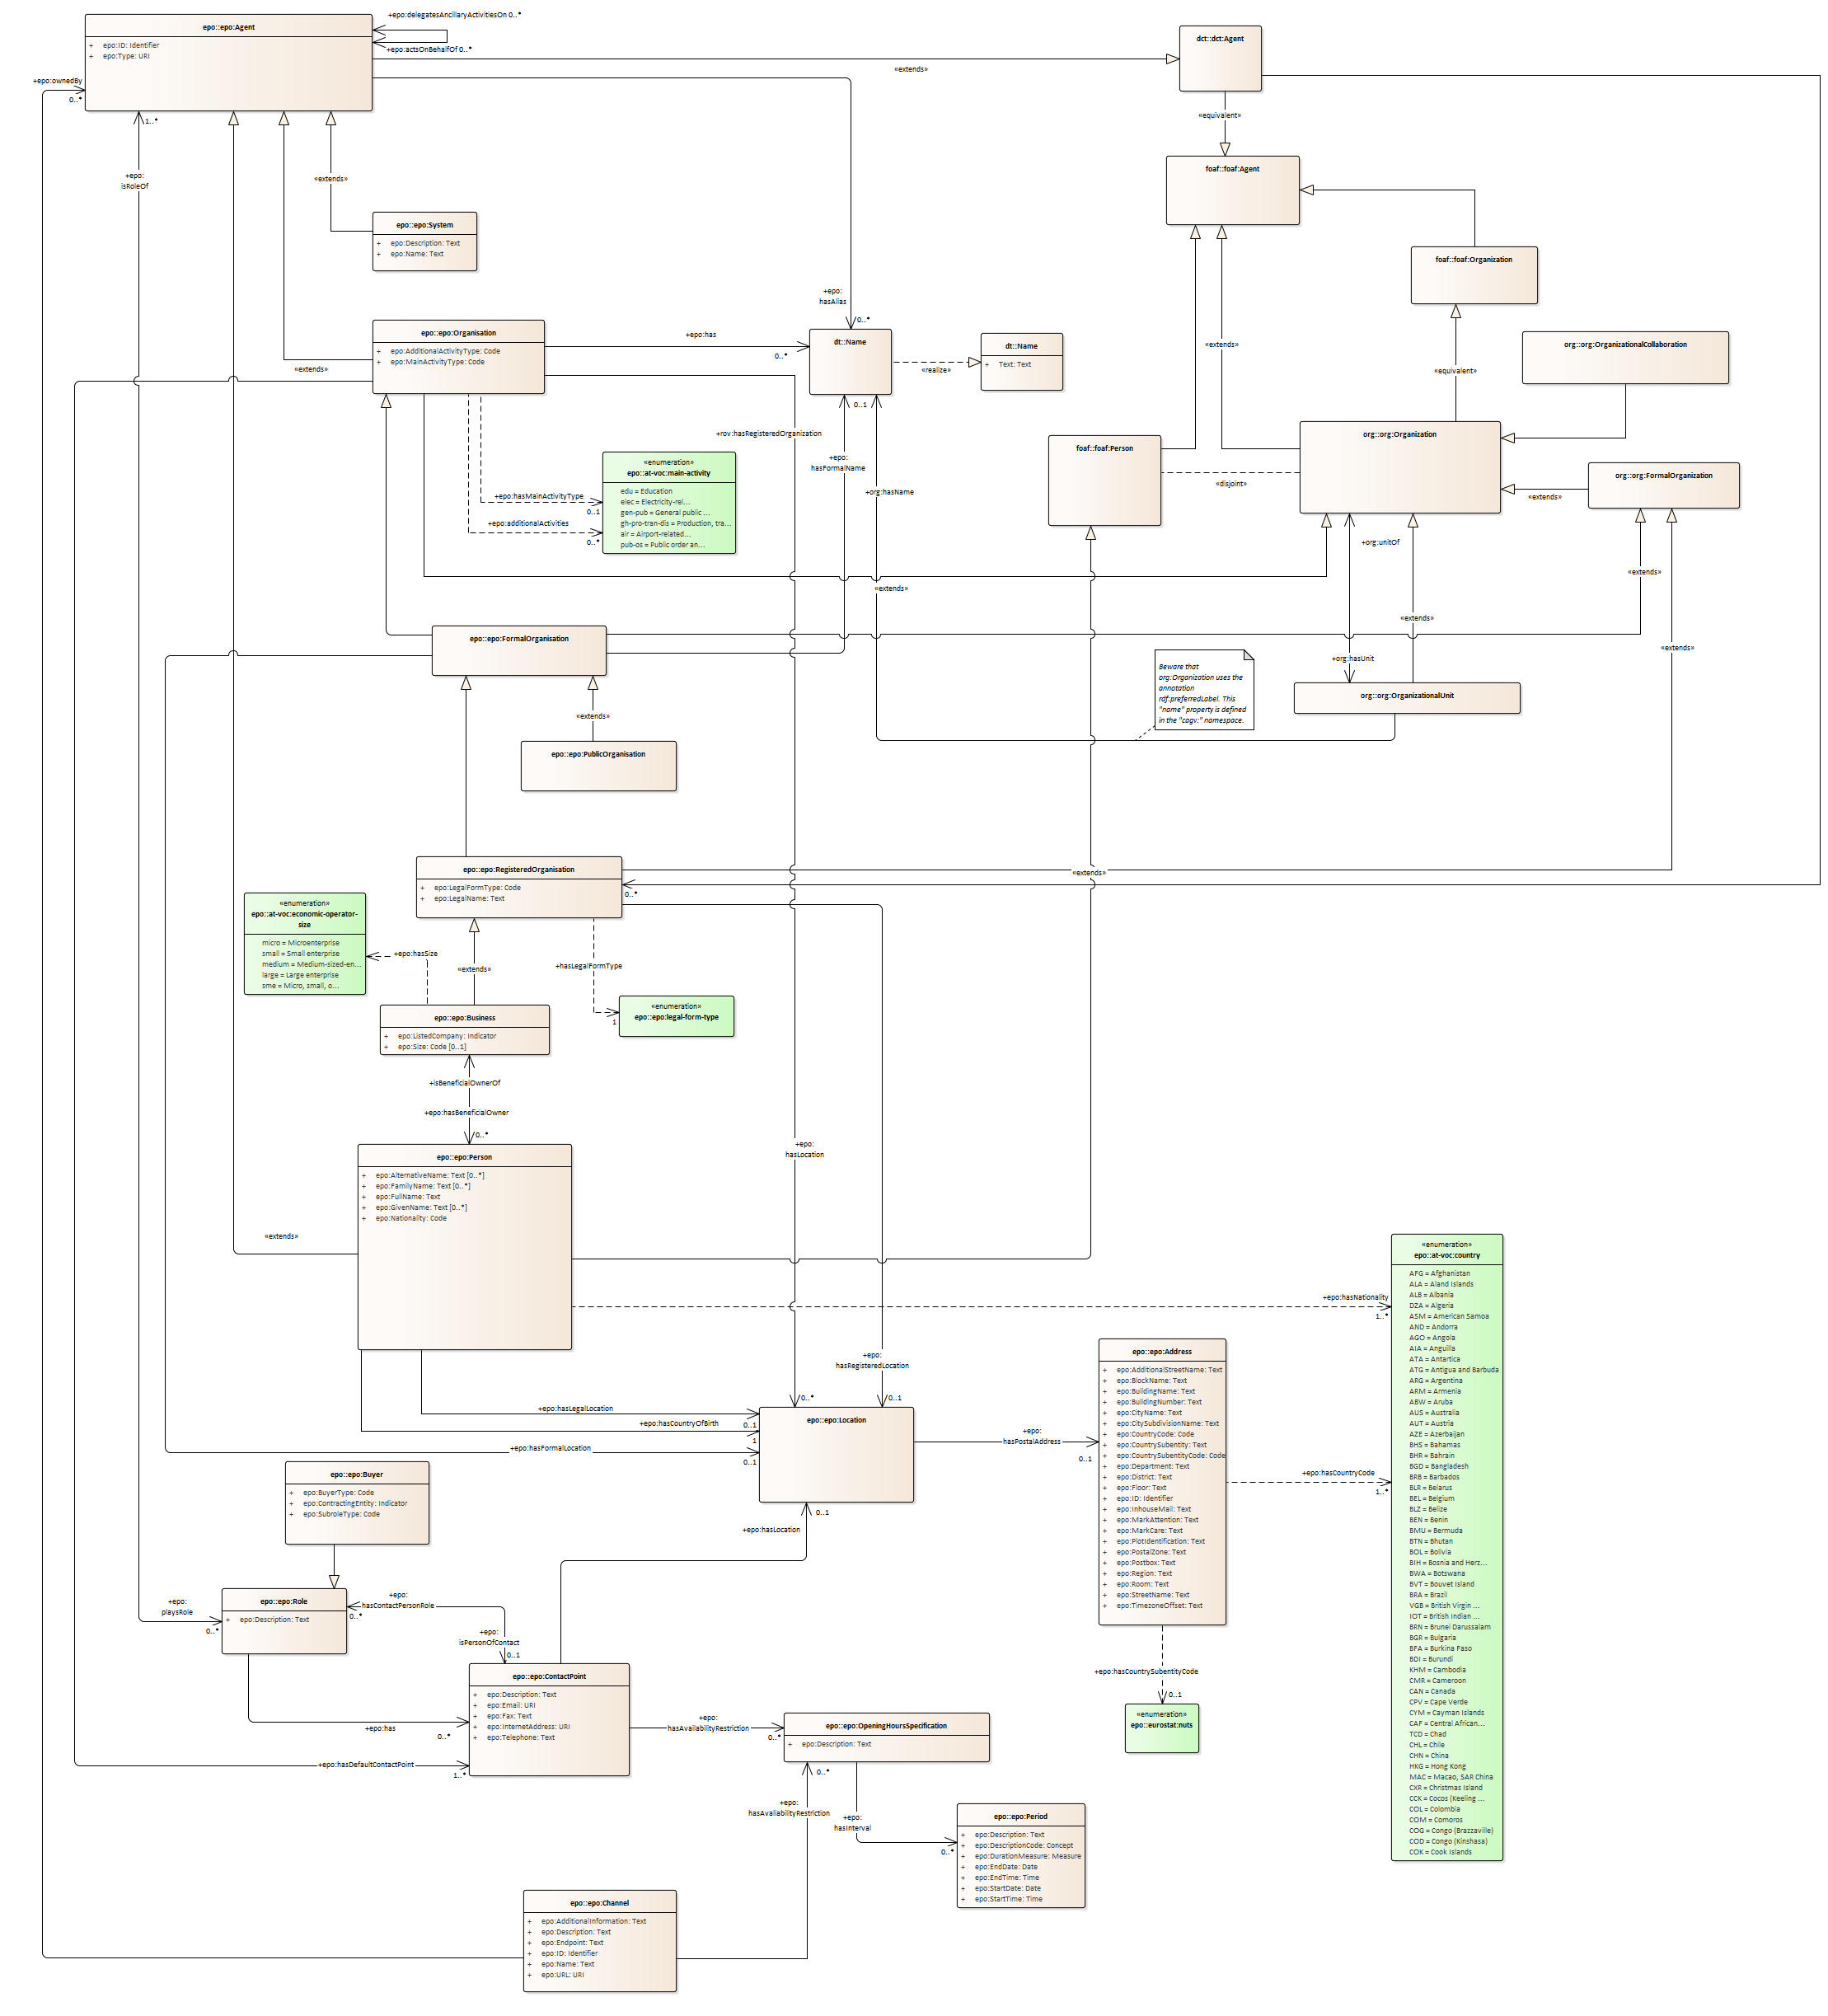 +epo:delegatesAncillaryActivitiesOn 0..*
epo::epo:Agent
+ epo:ID: Identifier
+ epo:Type: URI
+epo:actsOnBehalfOf 0..*
+epo:ownedBy
0..*
«extends»
dct::dct:Agent
«equivalent»
1..*
+epo:
isRoleOf
«extends»
foaf::foaf:Agent
epo::epo:System
+ epo:Description: Text
+ epo:Name: Text
foaf::foaf:Organization
+epo:
hasAlias
0..*
epo::epo:Organisation
+ epo:AdditionalActivityType: Code
+ epo:MainActivityType: Code
«extends»
+epo:has
0..*
dt::Name
«realize»
dt::Name
+ Text: Text
«extends»
org::org:OrganizationalCollaboration
«equivalent»
0..1
+rov:hasRegisteredOrganization
+epo:
hasFormalName
+org:hasName
foaf::foaf:Person
«disjoint»
org::org:Organization
org::org:FormalOrganization
«extends»
«enumeration»
epo::at-voc:main-activity
edu = Education
elec = Electricity-rel...
gen-pub = General public ...
gh-pro-tran-dis = Production, tra...
air = Airport-related...
pub-os = Public order an...
+epo:hasMainActivityType
0..1
+epo:additionalActivities
0..*
+org:unitOf
«extends»
«extends»
«extends»
«extends»
epo::epo:FormalOrganisation
+org:hasUnit
Beware that
org:Organization uses the
annotation
rdf:preferredLabel. This
"name" property is defined
in the "cagv:" namespace.
org::org:OrganizationalUnit
«extends»
epo::epo:PublicOrganisation
epo::epo:RegisteredOrganisation
+ epo:LegalFormType: Code
+ epo:LegalName: Text
0..*
«extends»
«enumeration»
epo::at-voc:economic-operator-
size
micro = Microenterprise
small = Small enterprise
medium = Medium-sized-en...
large = Large enterprise
sme = Micro, small, o...
+epo:hasSize
«extends»
+hasLegalFormType
1
«enumeration»
epo::epo:legal-form-type
epo::epo:Business
+ epo:ListedCompany: Indicator
+ epo:Size: Code [0..1]
+isBeneficialOwnerOf
+epo:hasBeneficialOwner
0..*
epo::epo:Person
+ epo:AlternativeName: Text [0..*]
+ epo:FamilyName: Text [0..*]
+ epo:FullName: Text
+ epo:GivenName: Text [0..*]
+ epo:Nationality: Code
«extends»
+epo:
hasLocation
+epo:hasNationality
1..*
+epo:
hasRegisteredLocation
0..*
0..1
+epo:hasLegalLocation
0..1
+epo:hasCountryOfBirth
1
+epo:hasFormalLocation
0..1
epo::epo:Location
+epo:
hasPostalAddress
0..1
epo::epo:Address
+ epo:AdditionalStreetName: Text
+ epo:BlockName: Text
+ epo:BuildingName: Text
+ epo:BuildingNumber: Text
+ epo:CityName: Text
+ epo:CitySubdivisionName: Text
+ epo:CountryCode: Code
+ epo:CountrySubentity: Text
+ epo:CountrySubentityCode: Code
+ epo:Department: Text
+ epo:District: Text
+ epo:Floor: Text
+ epo:ID: Identifier
+ epo:InhouseMail: Text
+ epo:MarkAttention: Text
+ epo:MarkCare: Text
+ epo:PlotIdentification: Text
+ epo:PostalZone: Text
+ epo:Postbox: Text
+ epo:Region: Text
+ epo:Room: Text
+ epo:StreetName: Text
+ epo:TimezoneOffset: Text
+epo:hasCountryCode
1..*
«enumeration»
epo::at-voc:country
AFG = Afghanistan
ALA = Aland Islands
ALB = Albania
DZA = Algeria
ASM = American Samoa
AND = Andorra
AGO = Angola
AIA = Anguilla
ATA = Antartica
ATG = Antigua and Barbuda
ARG = Argentina
ARM = Armenia
ABW = Aruba
AUS = Australia
AUT = Austria
AZE = Azerbaijan
BHS = Bahamas
BHR = Bahrain
BGD = Bangladesh
BRB = Barbados
BLR = Belarus
BEL = Belgium
BLZ = Belize
BEN = Benin
BMU = Bermuda
BTN = Bhutan
BOL = Bolivia
BIH = Bosnia and Herz...
BWA = Botswana
BVT = Bouvet Island
BRA = Brazil
VGB = British Virgin ...
IOT = British Indian ...
BRN = Brunei Darussalam
BGR = Bulgaria
BFA = Burkina Faso
BDI = Burundi
KHM = Cambodia
CMR = Cameroon
CAN = Canada
CPV = Cape Verde
CYM = Cayman Islands
CAF = Central African...
TCD = Chad
CHL = Chile
CHN = China
HKG = Hong Kong
MAC = Macao, SAR China
CXR = Christmas Island
CCK = Cocos (Keeling ...
COL = Colombia
COM = Comoros
COG = Congo (Brazzaville)
COD = Congo (Kinshasa)
COK = Cook Islands
epo::epo:Buyer
+ epo:BuyerType: Code
+ epo:ContractingEntity: Indicator
+ epo:SubroleType: Code
+epo:hasLocation
0..1
+epo:
playsRole
0..*
epo::epo:Role
+ epo:Description: Text
+epo:
hasContactPersonRole
0..*
+epo:
isPersonOfContact
0..1
epo::epo:ContactPoint
+ epo:Description: Text
+ epo:Email: URI
+ epo:Fax: Text
+ epo:InternetAddress: URI
+ epo:Telephone: Text
+epo:has
0..*
+epo:hasDefaultContactPoint
1..*
+epo:
hasAvailabilityRestriction
0..*
epo::epo:OpeningHoursSpecification
+ epo:Description: Text
0..*
+epo:hasCountrySubentityCode
0..1
«enumeration»
epo::eurostat:nuts
+epo:
hasAvaliabilityRestriction
+epo:
hasInterval
0..*
epo::epo:Period
+ epo:Description: Text
+ epo:DescriptionCode: Concept
+ epo:DurationMeasure: Measure
+ epo:EndDate: Date
+ epo:EndTime: Time
+ epo:StartDate: Date
+ epo:StartTime: Time
epo::epo:Channel
+ epo:AdditionalInformation: Text
+ epo:Description: Text
+ epo:Endpoint: Text
+ epo:ID: Identifier
+ epo:Name: Text
+ epo:URL: URI